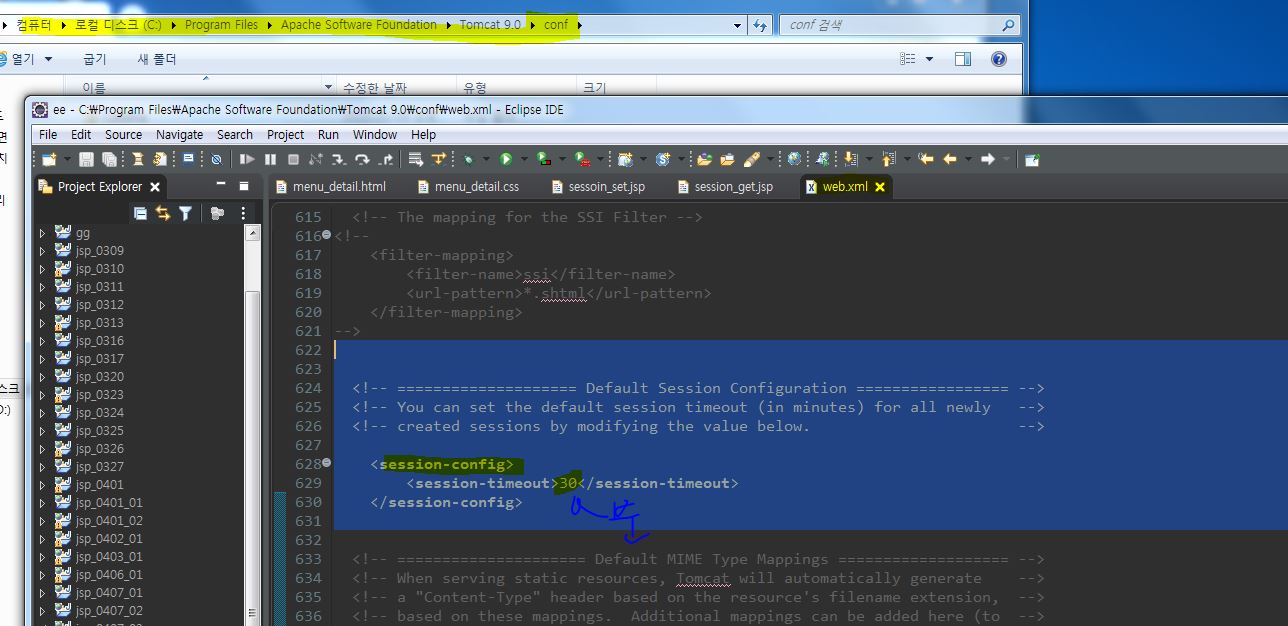 컴퓨터 ▸ 로컬 디스크 (C:) ▸ Program Files ▸ Apache Software Foundation ▸ Tomcat 9.0 ▸ conf ▸
conf 검색
열기 ▼ 굽기 새 폴더
이름 수정한 날짜 유형 크기
ee - C:₩Program Files₩Apache Software Foundation₩Tomcat 9.0₩conf₩web.xml - Eclipse IDE
File Edit Source Navigate Search Project Run Window Help
Project Explorer
menu_detail.html menu_detail.css sessoin_set.jsp session_get.jsp web.xml
gg
jsp_0309
jsp_0310
jsp_0311
jsp_0312
jsp_0313
jsp_0316
jsp_0317
jsp_0320
jsp_0323
jsp_0324
jsp_0325
jsp_0326
jsp_0327
jsp_0401
jsp_0401_01
jsp_0401_02
jsp_0402_01
jsp_0403_01
jsp_0406_01
jsp_0407_01
jsp_0407_02
615 <!-- The mapping for the SSI Filter -->
616 <!--
617 <filter-mapping>
618 <filter-name>ssi</filter-name>
619 <url-pattern>*.shtml</url-pattern>
620 </filter-mapping>
621 -->
622
623
624 <!-- ==================== Default Session Configuration ================= -->
625 <!-- You can set the default session timeout (in minutes) for all newly -->
626 <!-- created sessions by modifying the value below. -->
627
628 <session-config>
629 <session-timeout>30</session-timeout>
630 </session-config>
631
분
632
633 <!-- ===================== Default MIME Type Mappings =================== -->
634 <!-- When serving static resources, Tomcat will automatically generate -->
635 <!-- a "Content-Type" header based on the resource's filename extension, -->
636 <!-- based on these mappings. Additional mappings can be added here (to -->